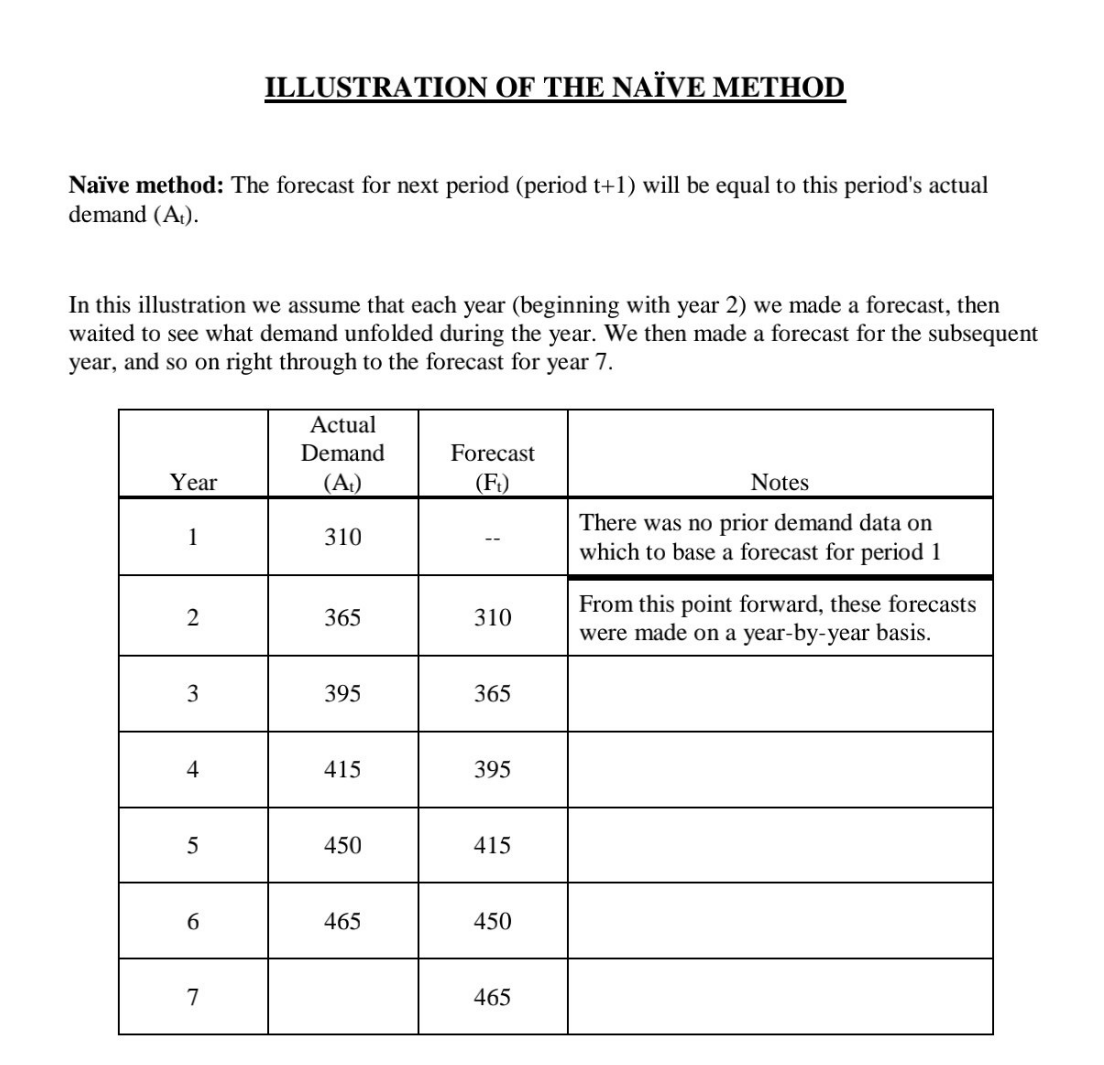 ILLUSTRATION OF THE NAÏVE METHOD
Naïve method: The forecast for next period (period t+1) will be equal to this period's actual
demand (At).
In this illustration we assume that each year (beginning with year 2) we made a forecast, then
waited to see what demand unfolded during the year. We then made a forecast for the subsequent
year, and so on right through to the forecast for year 7.
Year Actual Demand (At) Forecast (Ft) Notes
1 310 -- There was no prior demand data on
which to base a forecast for period 1
2 365 310 From this point forward, these forecasts
were made on a year-by-year basis.
3 395 365
4 415 395
5 450 415
6 465 450
7 465